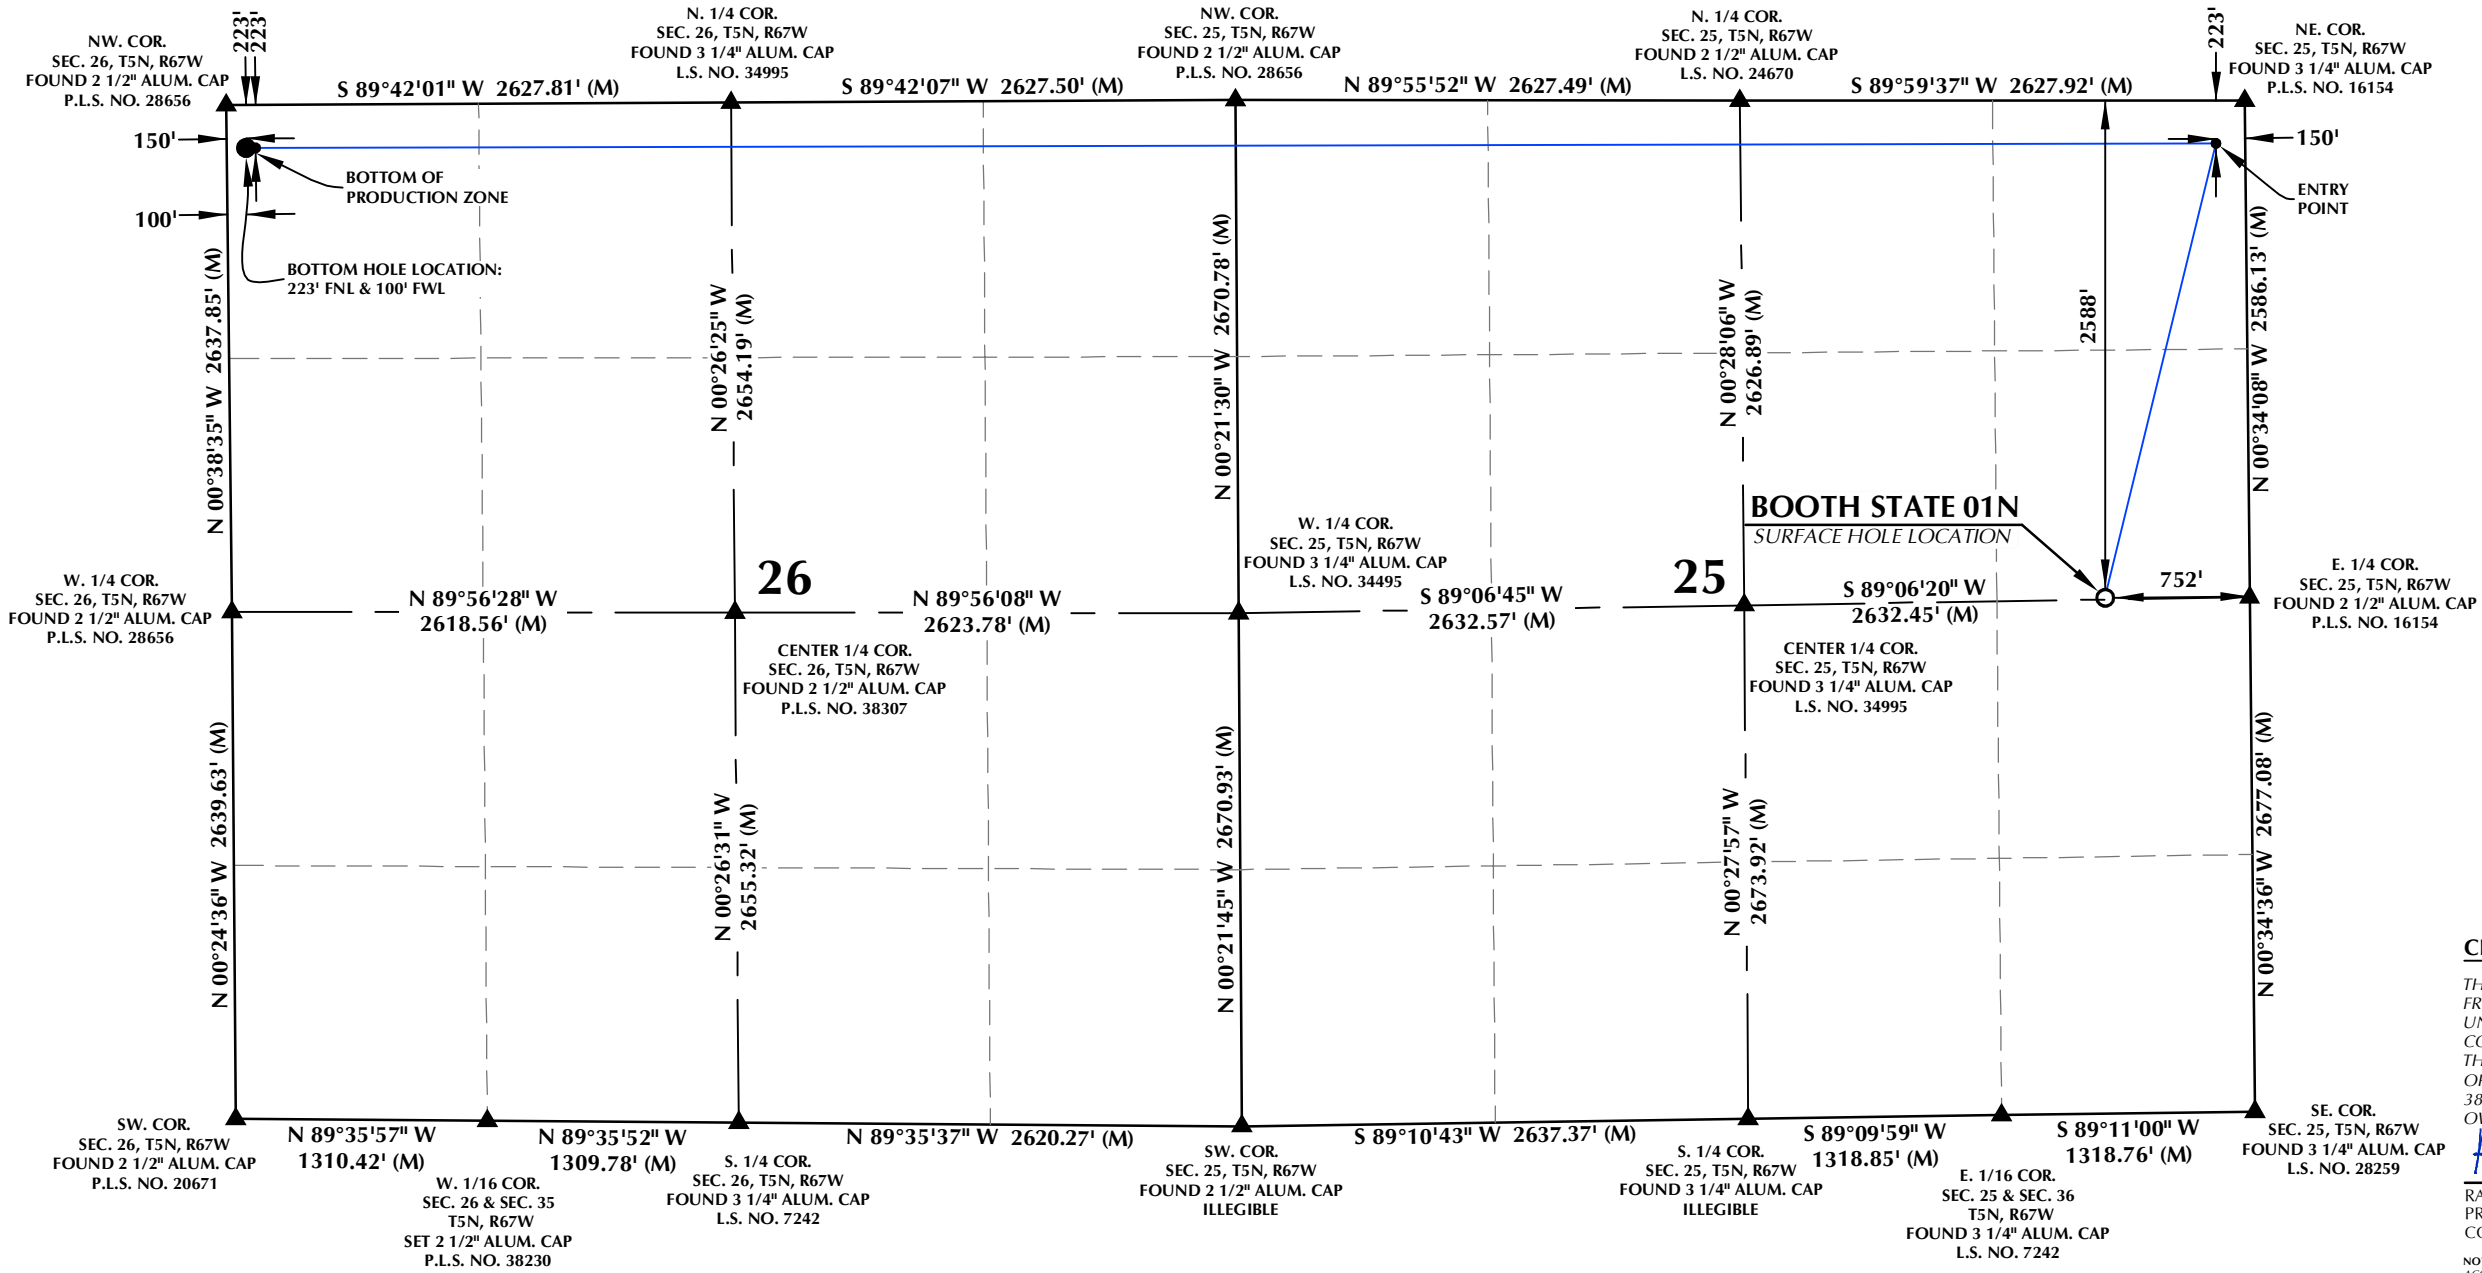 NW. COR.
SEC. 26, T5N, R67W
FOUND 2 1/2" ALUM. CAP
P.L.S. NO. 28656
223'
223'
N. 1/4 COR.
SEC. 26, T5N, R67W
FOUND 3 1/4" ALUM. CAP
L.S. NO. 34995
NW. COR.
SEC. 25, T5N, R67W
FOUND 2 1/2" ALUM. CAP
P.L.S. NO. 28656
N. 1/4 COR.
SEC. 25, T5N, R67W
FOUND 2 1/2" ALUM. CAP
L.S. NO. 24670
223'
NE. COR.
SEC. 25, T5N, R67W
FOUND 3 1/4" ALUM. CAP
P.L.S. NO. 16154
S 89°42'01" W 2627.81' (M)
S 89°42'07" W 2627.50' (M)
N 89°55'52" W 2627.49' (M)
S 89°59'37" W 2627.92' (M)
150'
150'
BOTTOM OF
PRODUCTION ZONE
ENTRY
POINT
100'
BOTTOM HOLE LOCATION:
223' FNL & 100' FWL
N 00°38'35" W 2637.85' (M)
N 00°26'25" W
2654.19' (M)
N 00°21'30" W 2670.78' (M)
N 00°28'06" W
2626.89' (M)
2588'
N 00°34'08" W 2586.13' (M)
BOOTH STATE 01N
SURFACE HOLE LOCATION
W. 1/4 COR.
SEC. 25, T5N, R67W
FOUND 3 1/4" ALUM. CAP
L.S. NO. 34495
W. 1/4 COR.
SEC. 26, T5N, R67W
FOUND 2 1/2" ALUM. CAP
P.L.S. NO. 28656
26
25
N 89°56'28" W
2618.56' (M)
N 89°56'08" W
2623.78' (M)
S 89°06'45" W
2632.57' (M)
S 89°06'20" W
2632.45' (M)
752'
E. 1/4 COR.
SEC. 25, T5N, R67W
FOUND 2 1/2" ALUM. CAP
P.L.S. NO. 16154
CENTER 1/4 COR.
SEC. 26, T5N, R67W
FOUND 2 1/2" ALUM. CAP
P.L.S. NO. 38307
CENTER 1/4 COR.
SEC. 25, T5N, R67W
FOUND 3 1/4" ALUM. CAP
L.S. NO. 34995
N 00°24'36" W 2639.63' (M)
N 00°26'31" W
2655.32' (M)
N 00°21'45" W 2670.93' (M)
N 00°27'57" W
2673.92' (M)
N 00°34'36" W 2677.08' (M)
SW. COR.
SEC. 26, T5N, R67W
FOUND 2 1/2" ALUM. CAP
P.L.S. NO. 20671
N 89°35'57" W
1310.42' (M)
N 89°35'52" W
1309.78' (M)
N 89°35'37" W 2620.27' (M)
S 89°10'43" W 2637.37' (M)
S 89°09'59" W
1318.85' (M)
S 89°11'00" W
1318.76' (M)
SE. COR.
SEC. 25, T5N, R67W
FOUND 3 1/4" ALUM. CAP
L.S. NO. 28259
W. 1/16 COR.
SEC. 26 & SEC. 35
T5N, R67W
SET 2 1/2" ALUM. CAP
P.L.S. NO. 38230
S. 1/4 COR.
SEC. 26, T5N, R67W
FOUND 3 1/4" ALUM. CAP
L.S. NO. 7242
SW. COR.
SEC. 25, T5N, R67W
FOUND 2 1/2" ALUM. CAP
ILLEGIBLE
S. 1/4 COR.
SEC. 25, T5N, R67W
FOUND 3 1/4" ALUM. CAP
ILLEGIBLE
E. 1/16 COR.
SEC. 25 & SEC. 36
T5N, R67W
FOUND 3 1/4" ALUM. CAP
L.S. NO. 7242